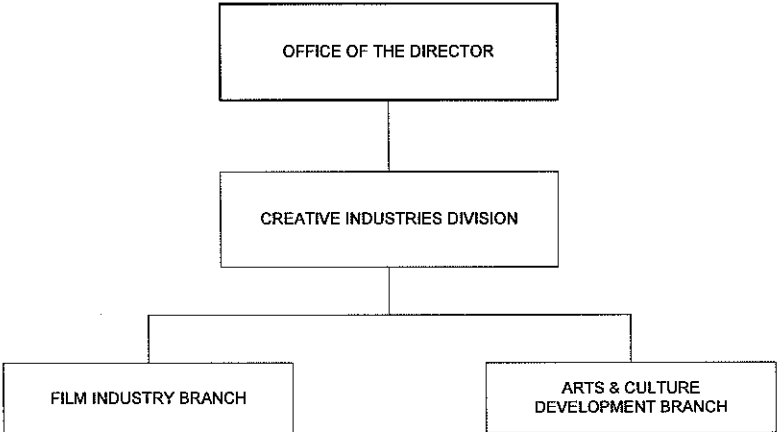 OFFICE OF THE DIRECTOR
CREATIVE INDUSTRIES DIVISION
FILM INDUSTRY BRANCH
ARTS & CULTURE
DEVELOPMENT BRANCH